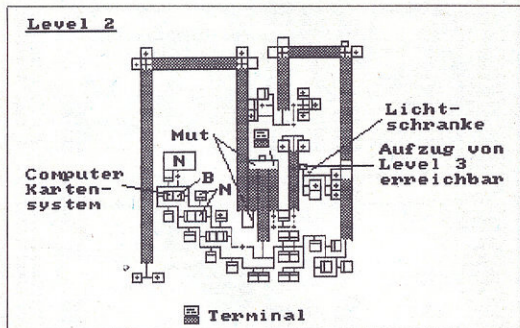 Level 2
Licht-
schranke
Mut
Aufzug von
Level 3
erreichbar
N
Computer
Karten-
system
B
N
Terminal